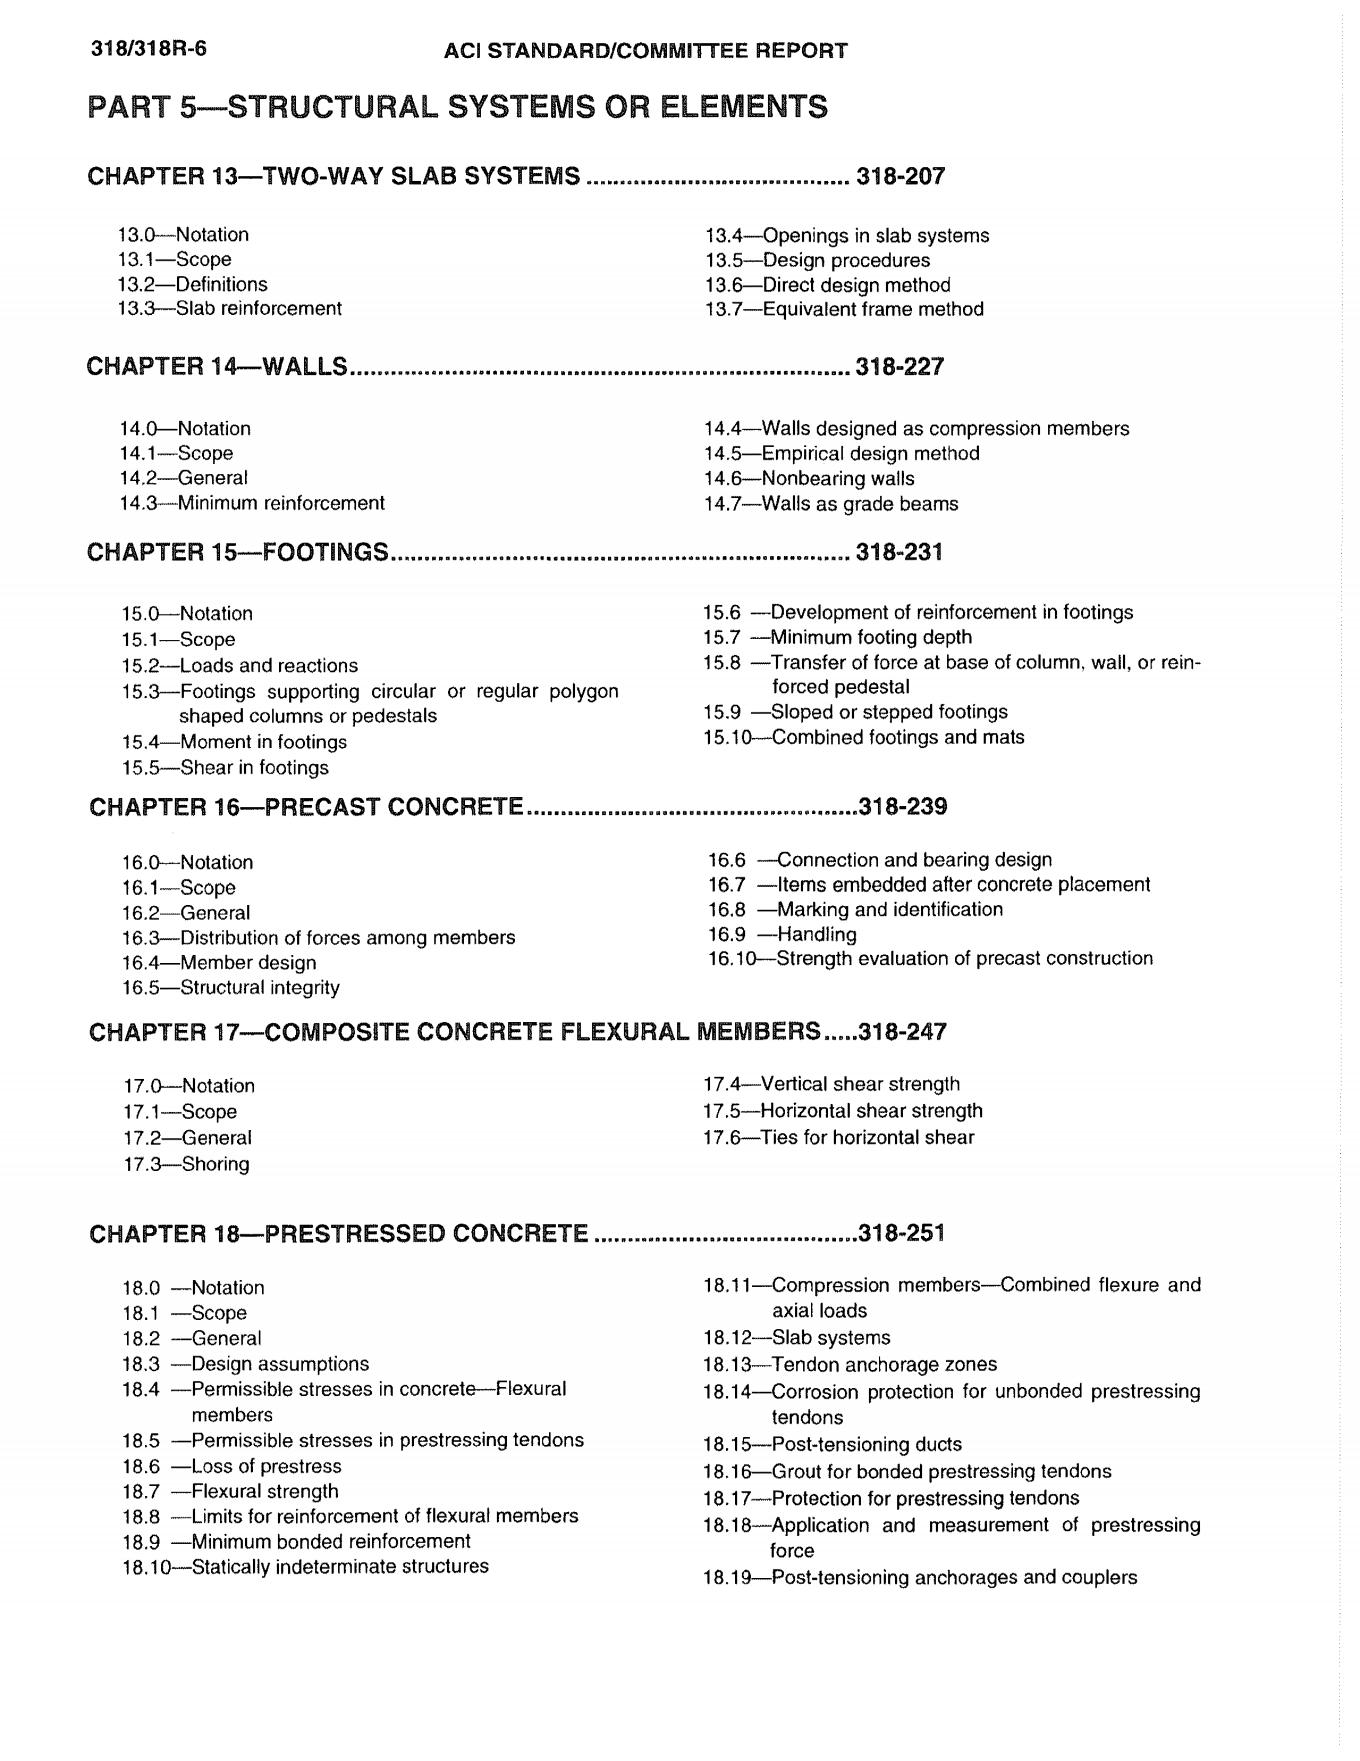 318/318R-6
ACI STANDARD/COMMITTEE REPORT
PART 5—STRUCTURAL SYSTEMS OR ELEMENTS
CHAPTER 13—TWO-WAY SLAB SYSTEMS ....................................... 318-207
13.0—Notation
13.1—Scope
13.2—Definitions
13.3—Slab reinforcement
13.4—Openings in slab systems
13.5—Design procedures
13.6—Direct design method
13.7—Equivalent frame method
CHAPTER 14—WALLS.......................................................................... 318-227
14.0—Notation
14.1—Scope
14.2—General
14.3—Minimum reinforcement
14.4—Walls designed as compression members
14.5—Empirical design method
14.6—Nonbearing walls
14.7—Walls as grade beams
CHAPTER 15—FOOTINGS.................................................................... 318-231
15.0—Notation
15.1—Scope
15.2—Loads and reactions
15.3—Footings supporting circular or regular polygon
shaped columns or pedestals
15.4—Moment in footings
15.5—Shear in footings
15.6 —Development of reinforcement in footings
15.7 —Minimum footing depth
15.8 —Transfer of force at base of column, wall, or rein-
forced pedestal
15.9 —Sloped or stepped footings
15.10—Combined footings and mats
CHAPTER 16—PRECAST CONCRETE.................................................318-239
16.0—Notation
16.1—Scope
16.2—General
16.3—Distribution of forces among members
16.4—Member design
16.5—Structural integrity
16.6 —Connection and bearing design
16.7 —Items embedded after concrete placement
16.8 —Marking and identification
16.9 —Handling
16.10—Strength evaluation of precast construction
CHAPTER 17—COMPOSITE CONCRETE FLEXURAL MEMBERS.....318-247
17.0—Notation
17.1—Scope
17.2—General
17.3—Shoring
17.4—Vertical shear strength
17.5—Horizontal shear strength
17.6—Ties for horizontal shear
CHAPTER 18—PRESTRESSED CONCRETE .......................................318-251
18.0 —Notation
18.1 —Scope
18.2 —General
18.3 —Design assumptions
18.4 —Permissible stresses in concrete—Flexural
members
18.5 —Permissible stresses in prestressing tendons
18.6 —Loss of prestress
18.7 —Flexural strength
18.8 —Limits for reinforcement of flexural members
18.9 —Minimum bonded reinforcement
18.10—Statically indeterminate structures
18.11—Compression members—Combined flexure and
axial loads
18.12—Slab systems
18.13—Tendon anchorage zones
18.14—Corrosion protection for unbonded prestressing
tendons
18.15—Post-tensioning ducts
18.16—Grout for bonded prestressing tendons
18.17—Protection for prestressing tendons
18.18—Application and measurement of prestressing
force
18.19—Post-tensioning anchorages and couplers